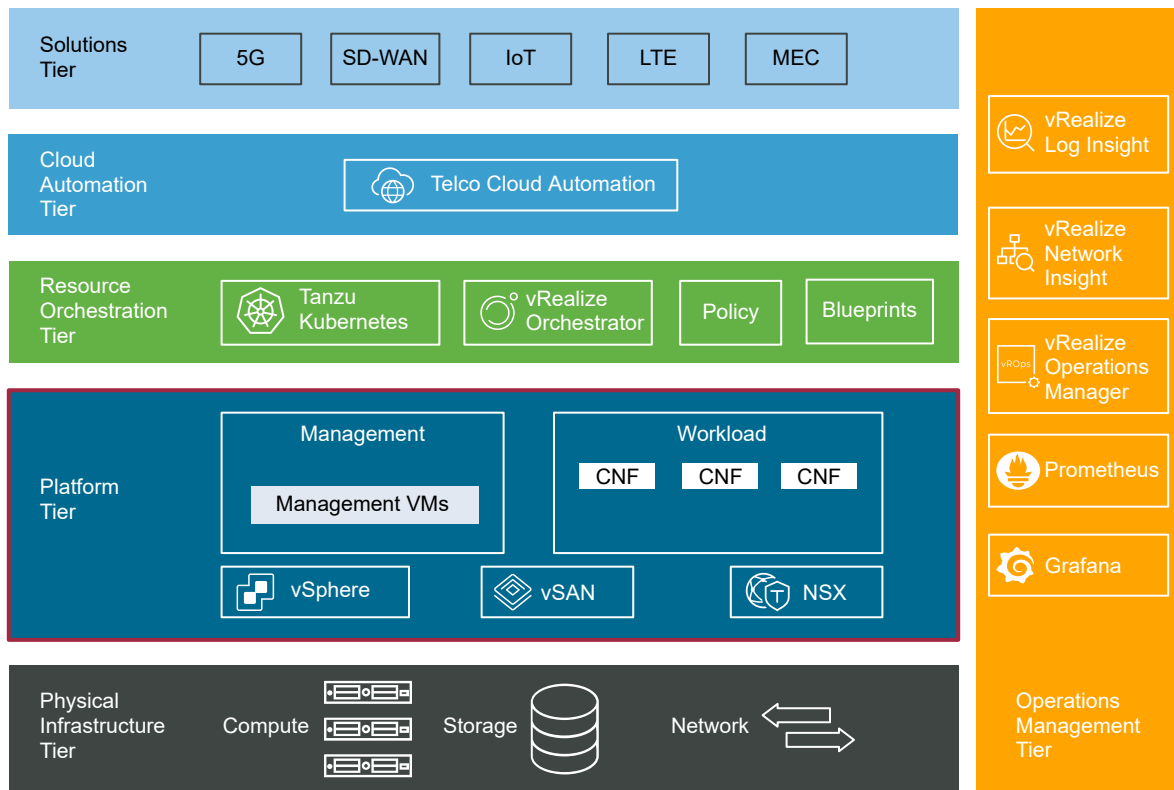 Solutions
Tier
5G
SD-WAN
IoT
LTE
MEC
Cloud
Automation
Tier
Telco Cloud Automation
Resource
Orchestration
Tier
Tanzu
Kubernetes
vRealize
Orchestrator
Policy
Blueprints
Platform
Tier
Management
Management VMs
Workload
CNF
CNF
CNF
vSphere
vSAN
T
NSX
Physical
Infrastructure
Tier
Compute
Storage
Network
vRealize
Log Insight
vRealize
Network
Insight
vROps
vRealize
Operations
Manager
Prometheus
Grafana
Operations
Management
Tier